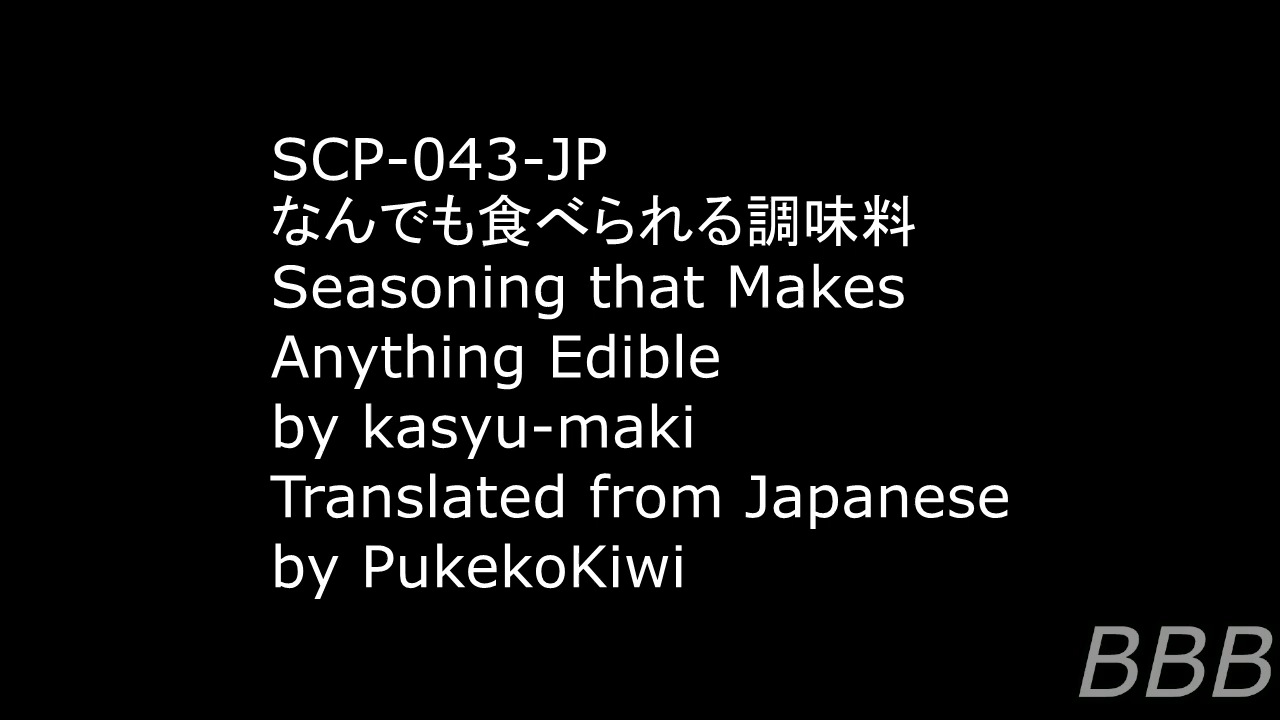 SCP-043-JP
なんでも食べられる調味料
Seasoning that Makes
Anything Edible
by kasyu-maki
Translated from Japanese
by PukekoKiwi
BBB